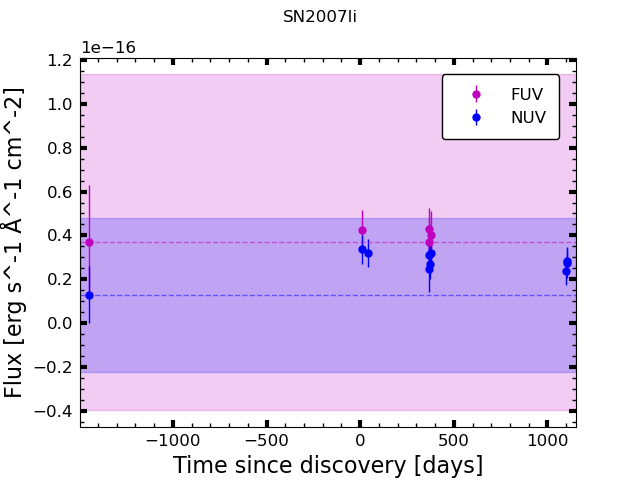 SN2007li
1e−16
1.2
1.0
0.8
0.6
0.4
0.2
0.0
−0.2
−0.4
Flux [erg s^-1 Å^-1 cm^-2]
FUV
NUV
−1000
−500
0
500
1000
Time since discovery [days]